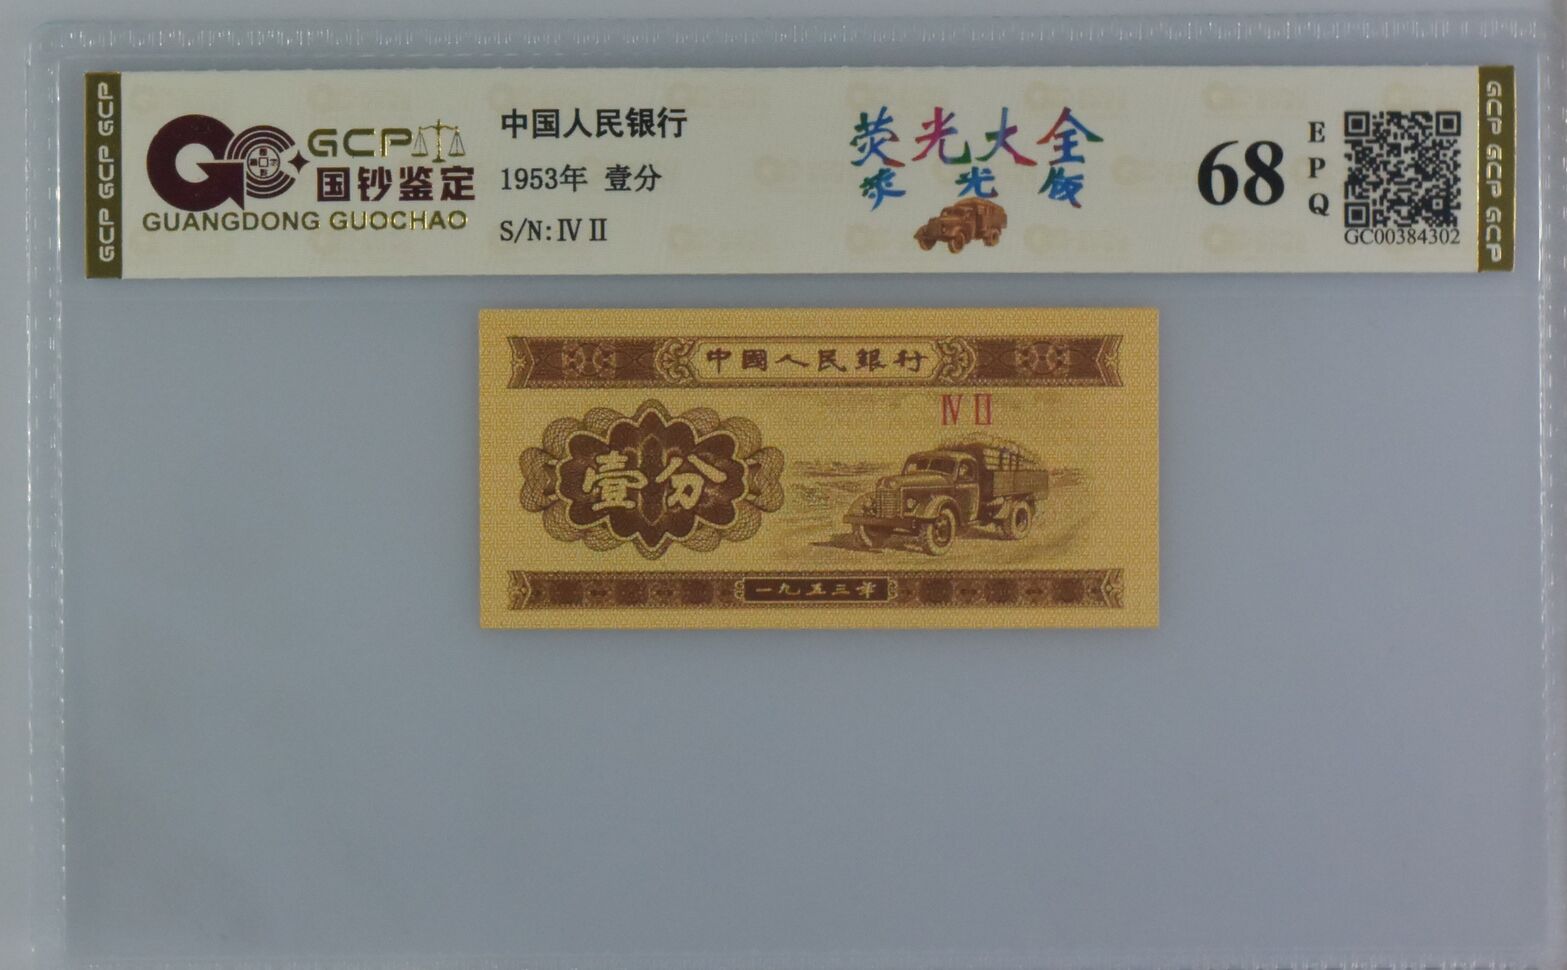 GCP GCP GCP
GCP
国钞鉴定
GUANGDONG GUOCHAO
中国人民银行
1953年 壹分
S/N:Ⅳ Ⅱ
荧光大全
光 版
68
E
P
Q
GC00384302
GCP GCP GCP
中國人民銀行
Ⅳ Ⅱ
壹分
一九五三年